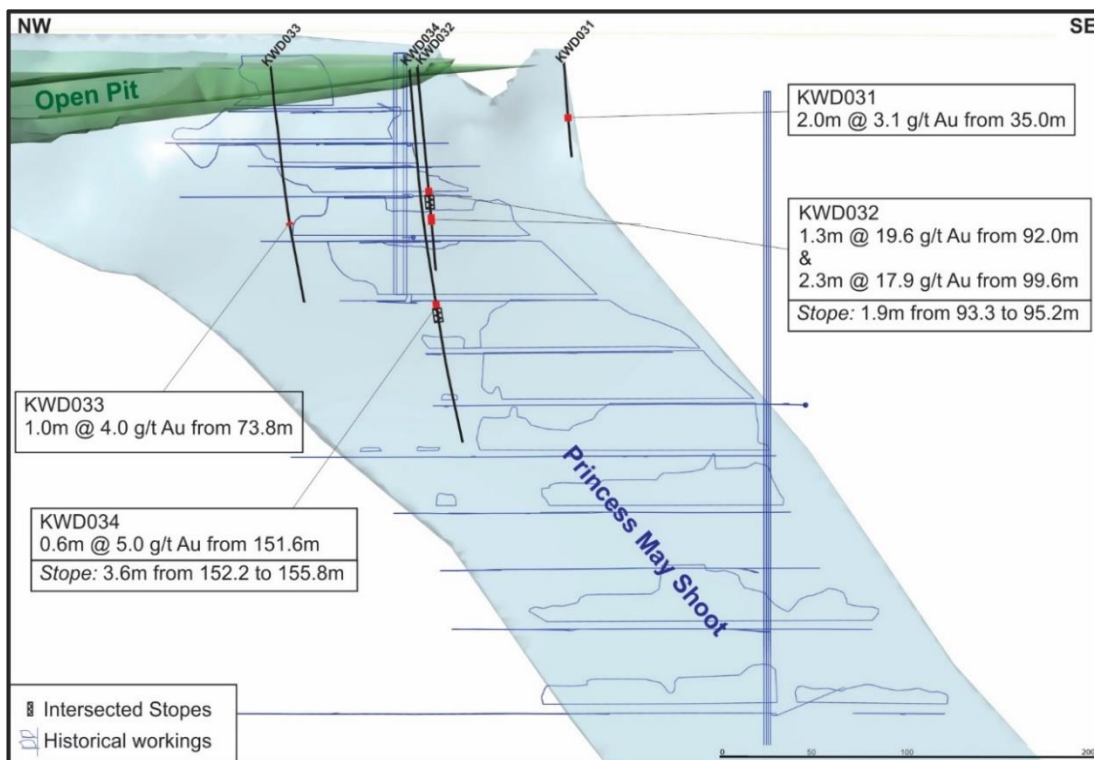 NW
SE
KWD033
KWD034
KWD032
KWD031
Open Pit
KWD031
2.0m @ 3.1 g/t Au from 35.0m
KWD032
1.3m @ 19.6 g/t Au from 92.0m
&
2.3m @ 17.9 g/t Au from 99.6m
Stope: 1.9m from 93.3 to 95.2m
KWD033
1.0m @ 4.0 g/t Au from 73.8m
KWD034
0.6m @ 5.0 g/t Au from 151.6m
Stope: 3.6m from 152.2 to 155.8m
Princess May Shoot
Intersected Stopes
Historical workings
0 50 100 200